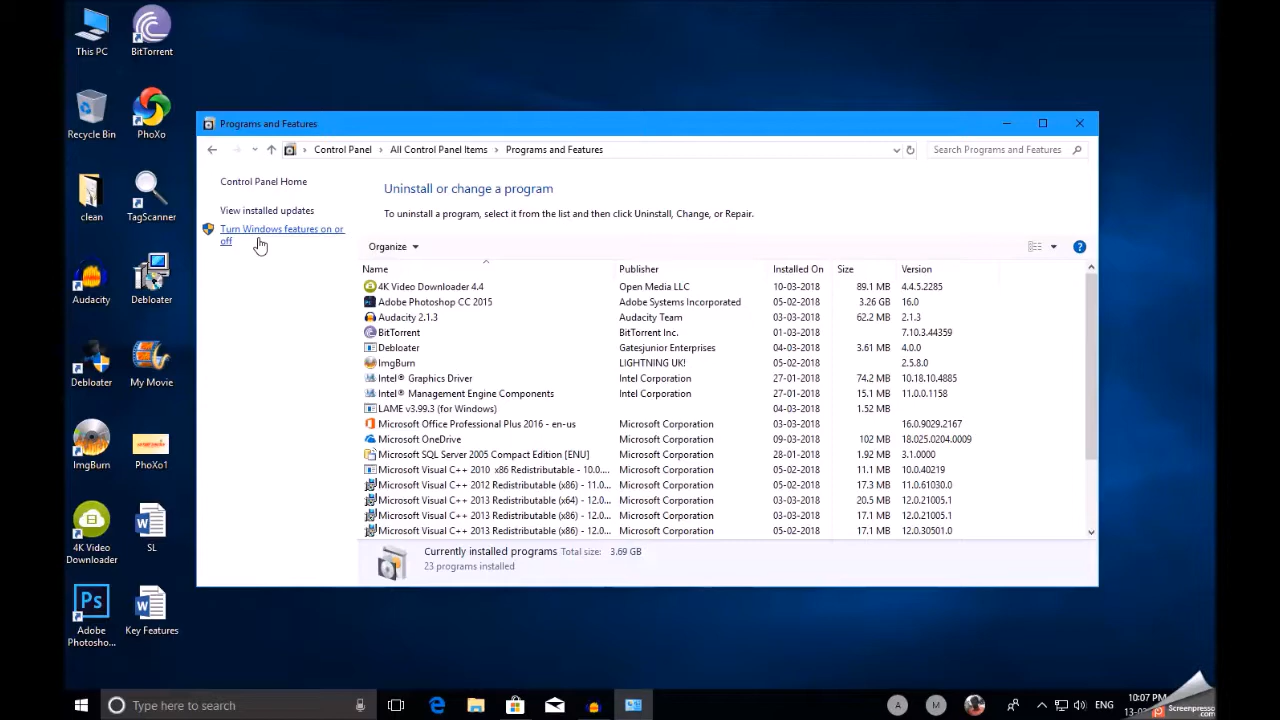 This PC
BitTorrent
Recycle Bin
PhoXo
clean
TagScanner
Audacity
Debloater
Debloater
My Movie
ImgBurn
PhoXo1
4K Video
Downloader
SL
Adobe
Photosho...
Key Features
Programs and Features
Control Panel > All Control Panel Items > Programs and Features
Search Programs and Features
Control Panel Home
View installed updates
Turn Windows features on or
off
Uninstall or change a program
To uninstall a program, select it from the list and then click Uninstall, Change, or Repair.
Organize
Name Publisher Installed On Size Version
4K Video Downloader 4.4 Open Media LLC 10-03-2018 89.1 MB 4.4.5.2285
Adobe Photoshop CC 2015 Adobe Systems Incorporated 05-02-2018 3.26 GB 16.0
Audacity 2.1.3 Audacity Team 03-03-2018 62.2 MB 2.1.3
BitTorrent BitTorrent Inc. 01-03-2018 7.10.3.44359
Debloater Gatesjunior Enterprises 04-03-2018 3.61 MB 4.0.0
ImgBurn LIGHTNING UK! 05-02-2018 2.5.8.0
Intel® Graphics Driver Intel Corporation 27-01-2018 74.2 MB 10.18.10.4885
Intel® Management Engine Components Intel Corporation 27-01-2018 15.1 MB 11.0.0.1158
LAME v3.99.3 (for Windows) 04-03-2018 1.52 MB
Microsoft Office Professional Plus 2016 - en-us Microsoft Corporation 03-03-2018 16.0.9029.2167
Microsoft OneDrive Microsoft Corporation 09-03-2018 102 MB 18.025.0204.0009
Microsoft SQL Server 2005 Compact Edition [ENU] Microsoft Corporation 28-01-2018 1.92 MB 3.1.0000
Microsoft Visual C++ 2010 x86 Redistributable - 10.0.... Microsoft Corporation 05-02-2018 11.1 MB 10.0.40219
Microsoft Visual C++ 2012 Redistributable (x86) - 11.0... Microsoft Corporation 05-02-2018 17.3 MB 11.0.61030.0
Microsoft Visual C++ 2013 Redistributable (x64) - 12.0... Microsoft Corporation 03-03-2018 20.5 MB 12.0.21005.1
Microsoft Visual C++ 2013 Redistributable (x86) - 12.0... Microsoft Corporation 03-03-2018 17.1 MB 12.0.21005.1
Microsoft Visual C++ 2013 Redistributable (x86) - 12.0... Microsoft Corporation 05-02-2018 17.1 MB 12.0.30501.0
Currently installed programs Total size: 3.69 GB
23 programs installed
Type here to search
A
M
ENG
10:07 PM
Screenpresso